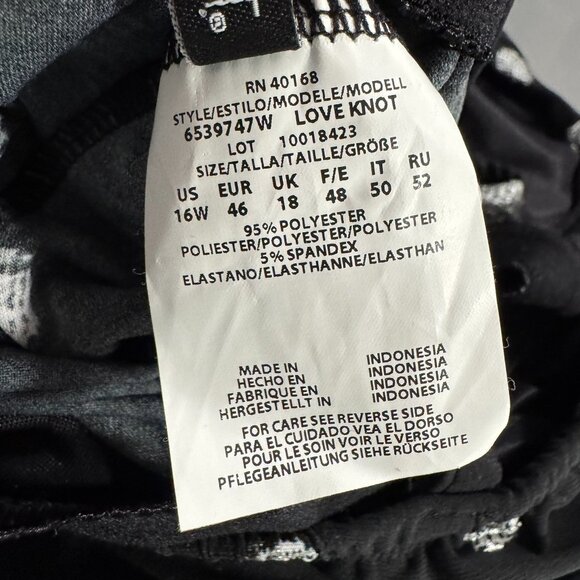 RN 40168
STYLE/ESTILO/MODELE/MODELL
6539747W LOVE KNOT
LOT 10018423
SIZE/TALLA/TAILLE/GRÖßE
US EUR UK F/E IT RU
16W 46 18 48 50 52
95% POLYESTER
POLIESTER/POLYESTER/POLYESTER
5% SPANDEX
ELASTANO/ELASTHANNE/ELASTHAN
MADE IN INDONESIA
HECHO EN INDONESIA
FABRIQUE EN INDONESIA
HERGESTELLT IN INDONESIA
FOR CARE SEE REVERSE SIDE
PARA EL CUIDADO VEA EL DORSO
POUR LE SOIN VOIR LE VERSO
PFLEGEANLEITUNG SIEHE RÜCKSEITE